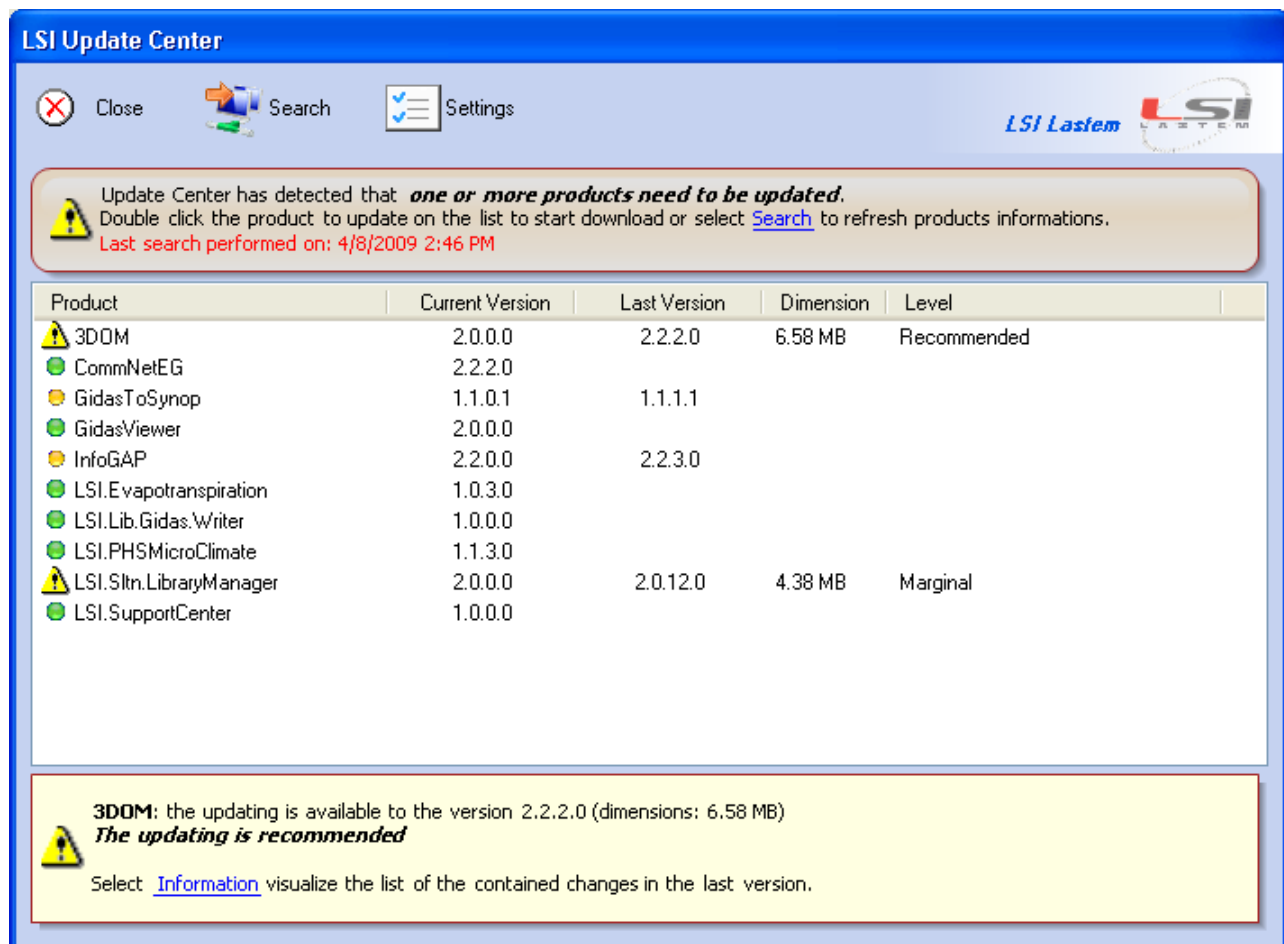 LSI Update Center
Close Search Settings
LSI Lastem LSI
LASTEM
Update Center has detected that one or more products need to be updated.
Double click the product to update on the list to start download or select Search to refresh products informations.
Last search performed on: 4/8/2009 2:46 PM
Product Current Version Last Version Dimension Level
3DOM 2.0.0.0 2.2.2.0 6.58 MB Recommended
CommNetEG 2.2.2.0
GidasToSynop 1.1.0.1 1.1.1.1
GidasViewer 2.0.0.0
InfoGAP 2.2.0.0 2.2.3.0
LSI.Evapotranspiration 1.0.3.0
LSI.Lib.Gidas.Writer 1.0.0.0
LSI.PHSMicroClimate 1.1.3.0
LSI.Sltn.LibraryManager 2.0.0.0 2.0.12.0 4.38 MB Marginal
LSI.SupportCenter 1.0.0.0
3DOM: the updating is available to the version 2.2.2.0 (dimensions: 6.58 MB)
The updating is recommended
Select Information visualize the list of the contained changes in the last version.